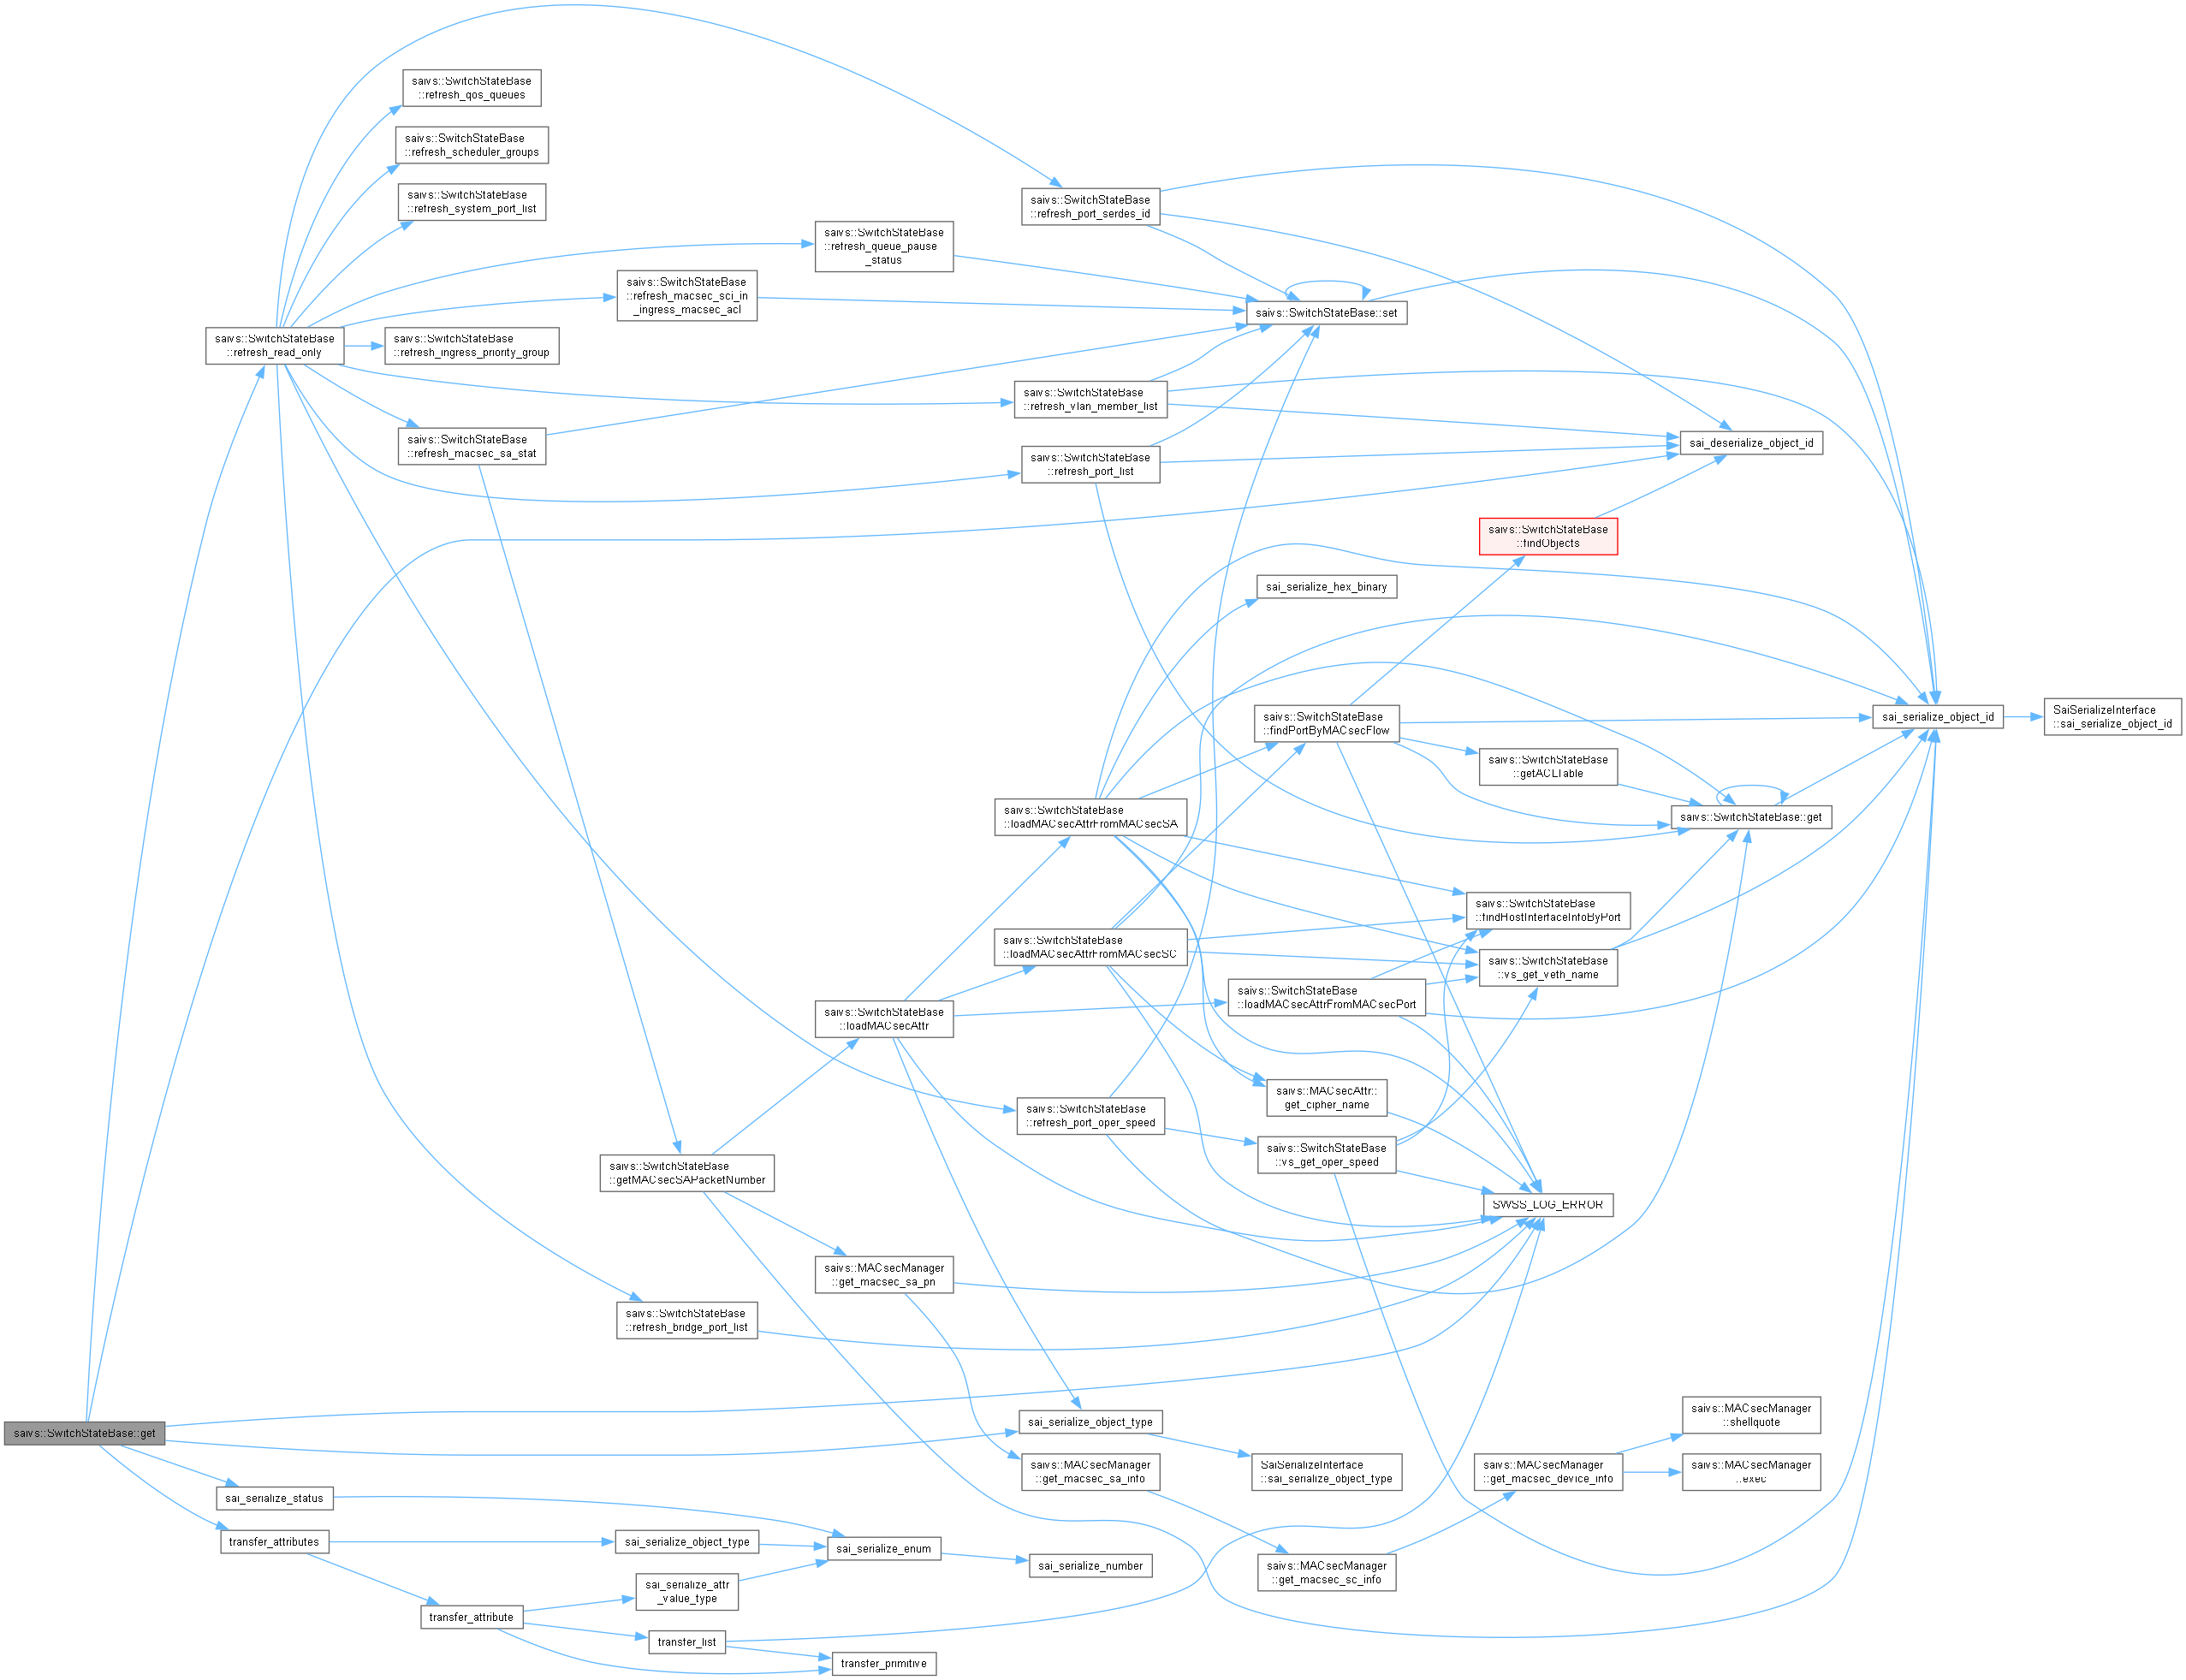 saivs::SwitchStateBase
::refresh_qos_queues
saivs::SwitchStateBase
::refresh_scheduler_groups
saivs::SwitchStateBase
::refresh_system_port_list
saivs::SwitchStateBase
::refresh_port_serdes_id
saivs::SwitchStateBase
::refresh_queue_pause
_status
saivs::SwitchStateBase
::refresh_macsec_sci_in
_ingress_macsec_acl
saivs::SwitchStateBase::set
saivs::SwitchStateBase
::refresh_read_only
saivs::SwitchStateBase
::refresh_ingress_priority_group
saivs::SwitchStateBase
::refresh_vlan_member_list
saivs::SwitchStateBase
::refresh_macsec_sa_stat
sai_deserialize_object_id
saivs::SwitchStateBase
::refresh_port_list
saivs::SwitchStateBase
::findObjects
sai_serialize_hex_binary
saivs::SwitchStateBase
::findPortByMACsecFlow
sai_serialize_object_id
SaiSerializeInterface
::sai_serialize_object_id
saivs::SwitchStateBase
::getACLTable
saivs::SwitchStateBase
::loadMACsecAttrFromMACsecSA
saivs::SwitchStateBase::get
saivs::SwitchStateBase
::findHostInterfaceInfoByPort
saivs::SwitchStateBase
::loadMACsecAttrFromMACsecSC
saivs::SwitchStateBase
::vs_get_veth_name
saivs::SwitchStateBase
::loadMACsecAttrFromMACsecPort
saivs::SwitchStateBase
::loadMACsecAttr
saivs::MACsecAttr::
get_cipher_name
saivs::SwitchStateBase
::refresh_port_oper_speed
saivs::SwitchStateBase
::vs_get_oper_speed
saivs::SwitchStateBase
::getMACsecSAPacketNumber
SWSS_LOG_ERROR
saivs::MACsecManager
::get_macsec_sa_pn
saivs::SwitchStateBase
::refresh_bridge_port_list
saivs::SwitchStateBase::get
sai_serialize_object_type
saivs::MACsecManager
::shellquote
saivs::MACsecManager
::get_macsec_sa_info
SaiSerializeInterface
::sai_serialize_object_type
saivs::MACsecManager
::get_macsec_device_info
saivs::MACsecManager
::exec
sai_serialize_status
transfer_attributes
sai_serialize_object_type
sai_serialize_enum
sai_serialize_number
saivs::MACsecManager
::get_macsec_sc_info
sai_serialize_attr
_value_type
transfer_attribute
transfer_list
transfer_primitive